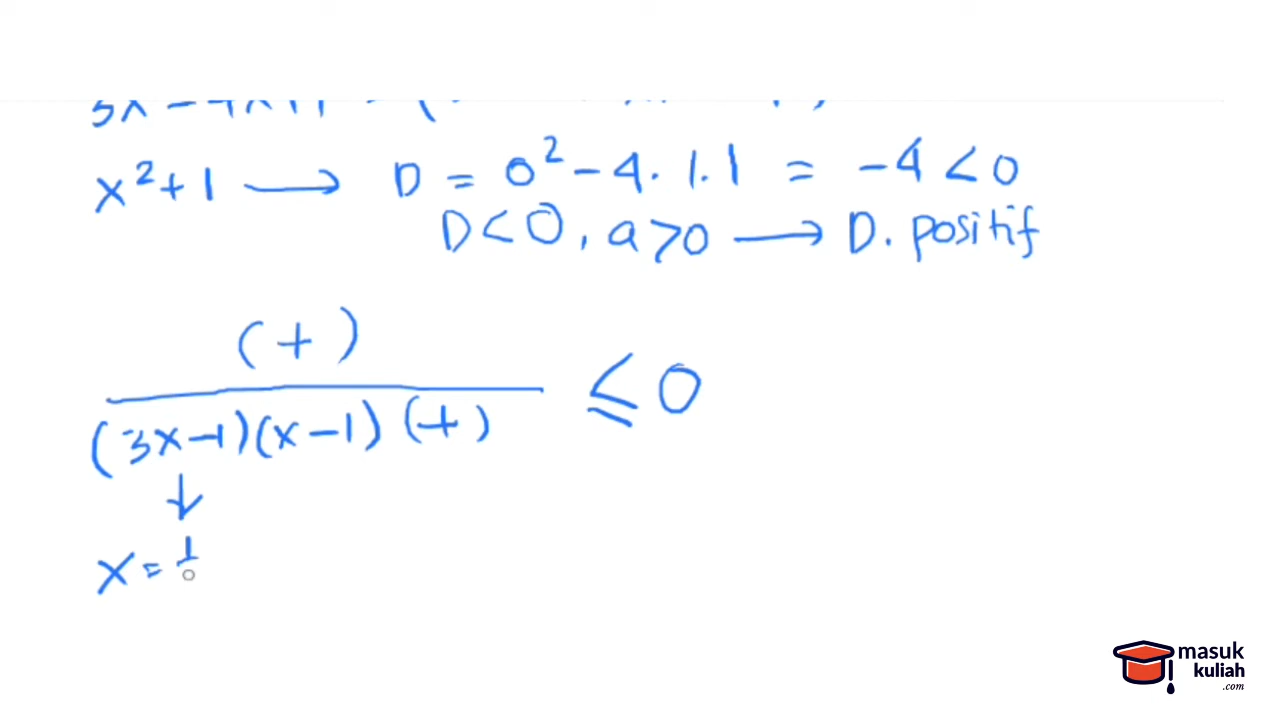 x² + 1 ⟶ D = 0² - 4. 1. 1 = -4 < 0
D < 0, a > 0 ⟶ D. positif
(+)
(3x-1)(x-1)(+) ≤ 0
↓
x = 1
masuk
kuliah
.com